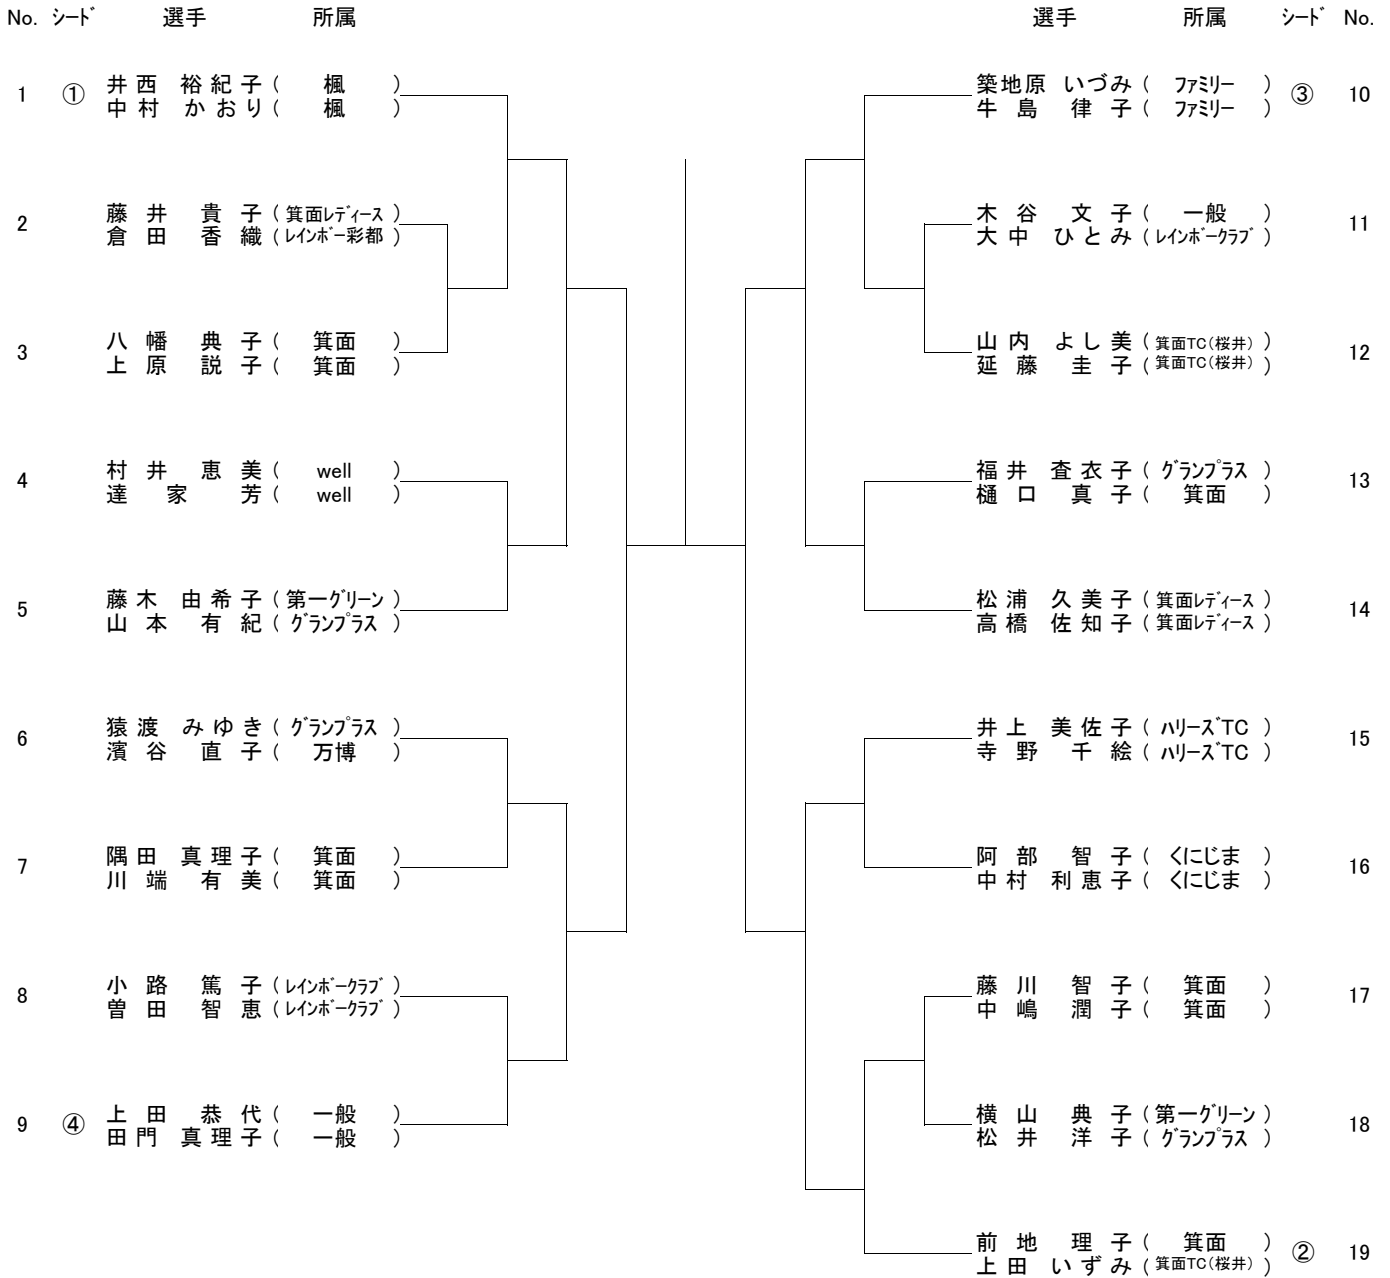 No. シード 選手 所属
1 ① 井西 裕紀子 ( 楓 )
中村 かおり ( 楓 )
2 藤井 貴子 ( 箕面レディース )
倉田 香織 ( レインボー彩都 )
3 八幡 典子 ( 箕面 )
上原 説子 ( 箕面 )
4 村井 恵美 ( well )
達家 芳 ( well )
5 藤木 由希子 ( 第一グリーン )
山本 有紀 ( グランプラス )
6 猿渡 みゆき ( グランプラス )
濱谷 直子 ( 万博 )
7 隅田 真理子 ( 箕面 )
川端 有美 ( 箕面 )
8 小路 篤子 ( レインボークラブ )
曽田 智恵 ( レインボークラブ )
9 ④ 上田 恭代 ( 一般 )
田門 真理子 ( 一般 )
選手 所属 シード No.
築地原 いづみ ( ファミリー ) ③ 10
牛島 律子 ( ファミリー )
木谷 文子 ( 一般 ) 11
大中 ひとみ ( レインボークラブ )
山内 よし美 ( 箕面TC(桜井) ) 12
延藤 圭子 ( 箕面TC(桜井) )
福井 査衣子 ( グランプラス ) 13
樋口 真子 ( 箕面 )
松浦 久美子 ( 箕面レディース ) 14
高橋 佐知子 ( 箕面レディース )
井上 美佐子 ( ハリーズTC ) 15
寺野 千絵 ( ハリーズTC )
阿部 智子 ( くにじま ) 16
中村 利恵子 ( くにじま )
藤川 智子 ( 箕面 ) 17
中嶋 潤子 ( 箕面 )
横山 典子 ( 第一グリーン ) 18
松井 洋子 ( グランプラス )
前地 理子 ( 箕面 ) ② 19
上田 いずみ ( 箕面TC(桜井) )